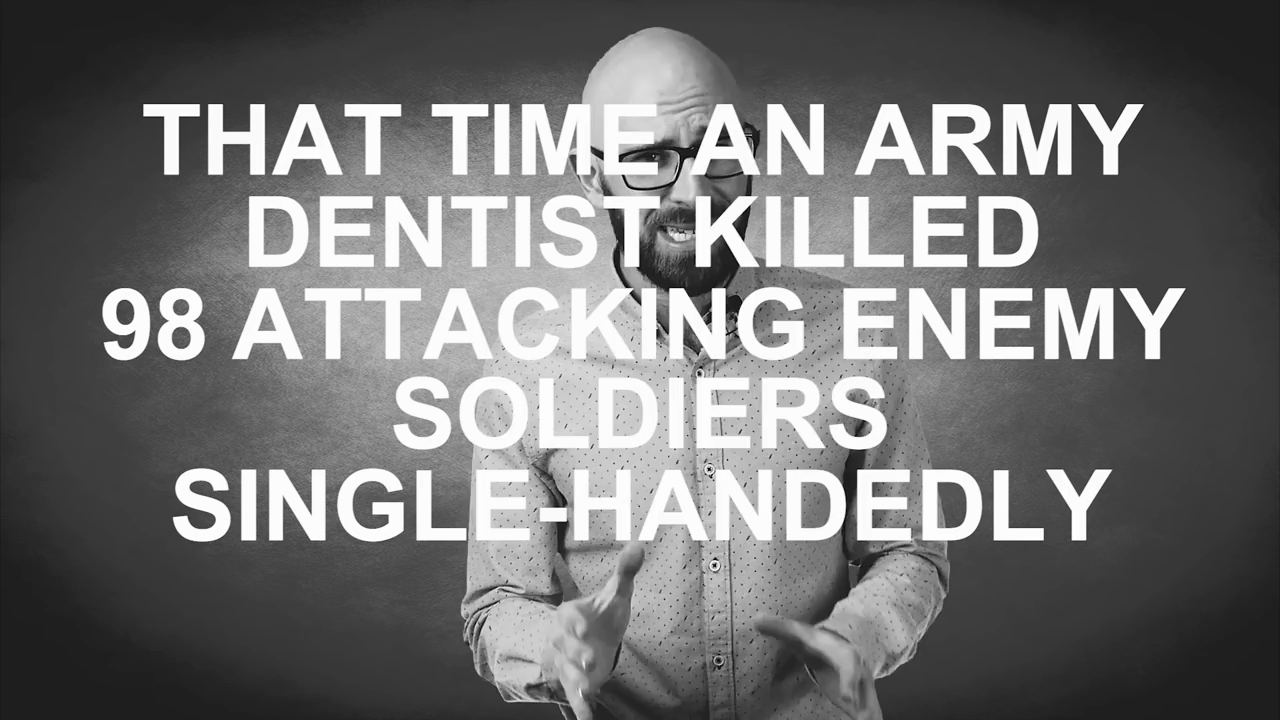 THAT TIME AN ARMY
DENTIST KILLED
98 ATTACKING ENEMY
SOLDIERS
SINGLE-HANDEDLY